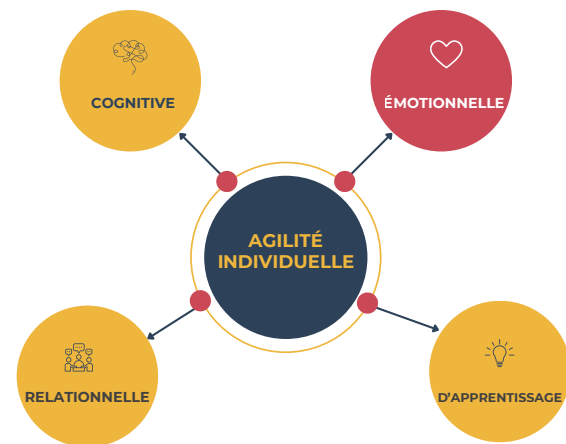 COGNITIVE
ÉMOTIONNELLE
AGILITÉ
INDIVIDUELLE
RELATIONNELLE
D'APPRENTISSAGE